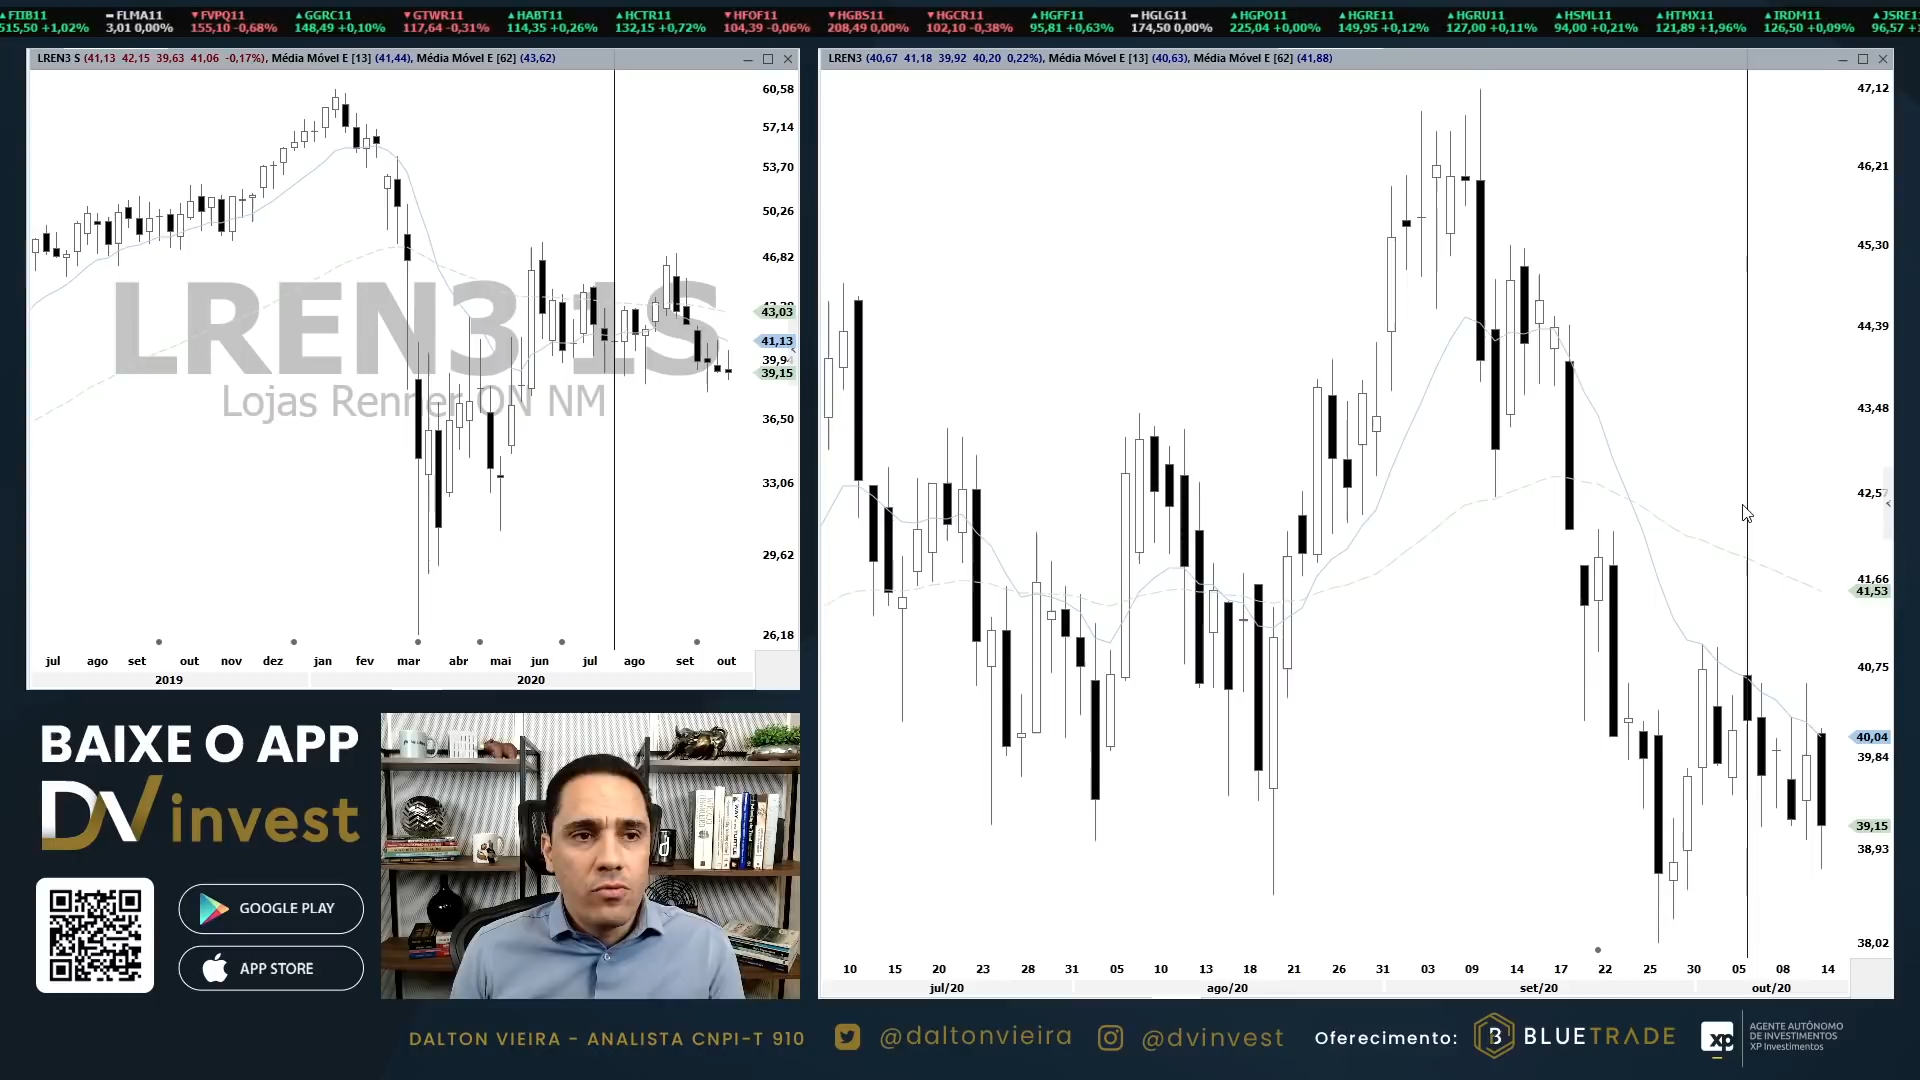 FIIB11 FLMA11 FVPQ11 GGRC11 GTWR11 HABT11 HCTR11 HFOF11 HGBS11 HGCR11 HGFF11 HGLG11 HGPO11 HGRE11 HGRU11 HSML11 HTMX11 IRDM11 JSRE1
515,50 +1,02% 3,01 0,00% 155,10 -0,68% 148,49 +0,10% 117,64 -0,31% 114,35 +0,26% 132,15 +0,72% 104,39 -0,06% 208,49 0,00% 102,10 -0,38% 95,81 +0,63% 174,50 0,00% 225,04 +0,00% 149,95 +0,12% 127,00 +0,11% 94,00 +0,21% 121,89 +1,96% 126,50 +0,09% 96,57
LREN3 S (41,13 42,15 39,63 41,06 -0,17%), Média Móvel E [13] (41,44), Média Móvel E [62] (43,62)
60,58
57,14
53,70
50,26
46,82
43,03
41,13
39,15
36,50
33,06
29,62
26,18
LREN3 1S
Lojas Renner ON NM
jul ago set out nov dez jan fev mar abr mai jun jul ago set out
2019 2020
LREN3 (40,67 41,18 39,92 40,20 0,22%), Média Móvel E [13] (40,63), Média Móvel E [62] (41,88)
47,12
46,21
45,30
44,39
43,48
42,57
41,66
41,53
40,75
40,04
39,84
39,15
38,93
38,02
10 15 20 23 28 31 05 10 13 18 21 26 31 03 09 14 17 22 25 30 05 08 14
jul/20 ago/20 set/20 out/20
BAIXE O APP
DV invest
GOOGLE PLAY
APP STORE
DALTON VIEIRA - ANALISTA CNPI-T 910
@daltonvieira
@dvinvest
Oferecimento:
BLUETRADE
xp
AGENTE AUTÔNOMO
DE INVESTIMENTOS
XP Investimentos